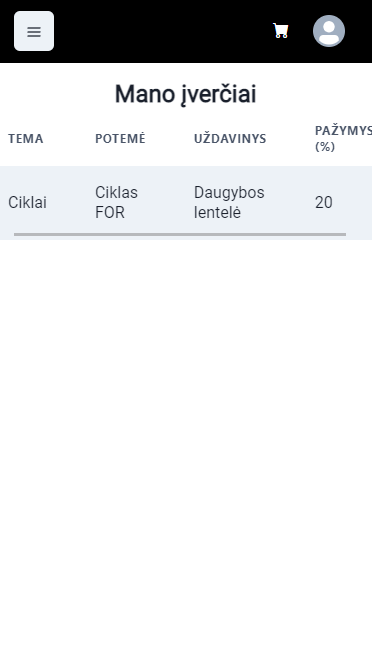 Mano įverčiai
TEMA POTEMĖ UŽDAVINYS PAŽYMYS (%)
Ciklai Ciklas FOR Daugybos lentelė 20